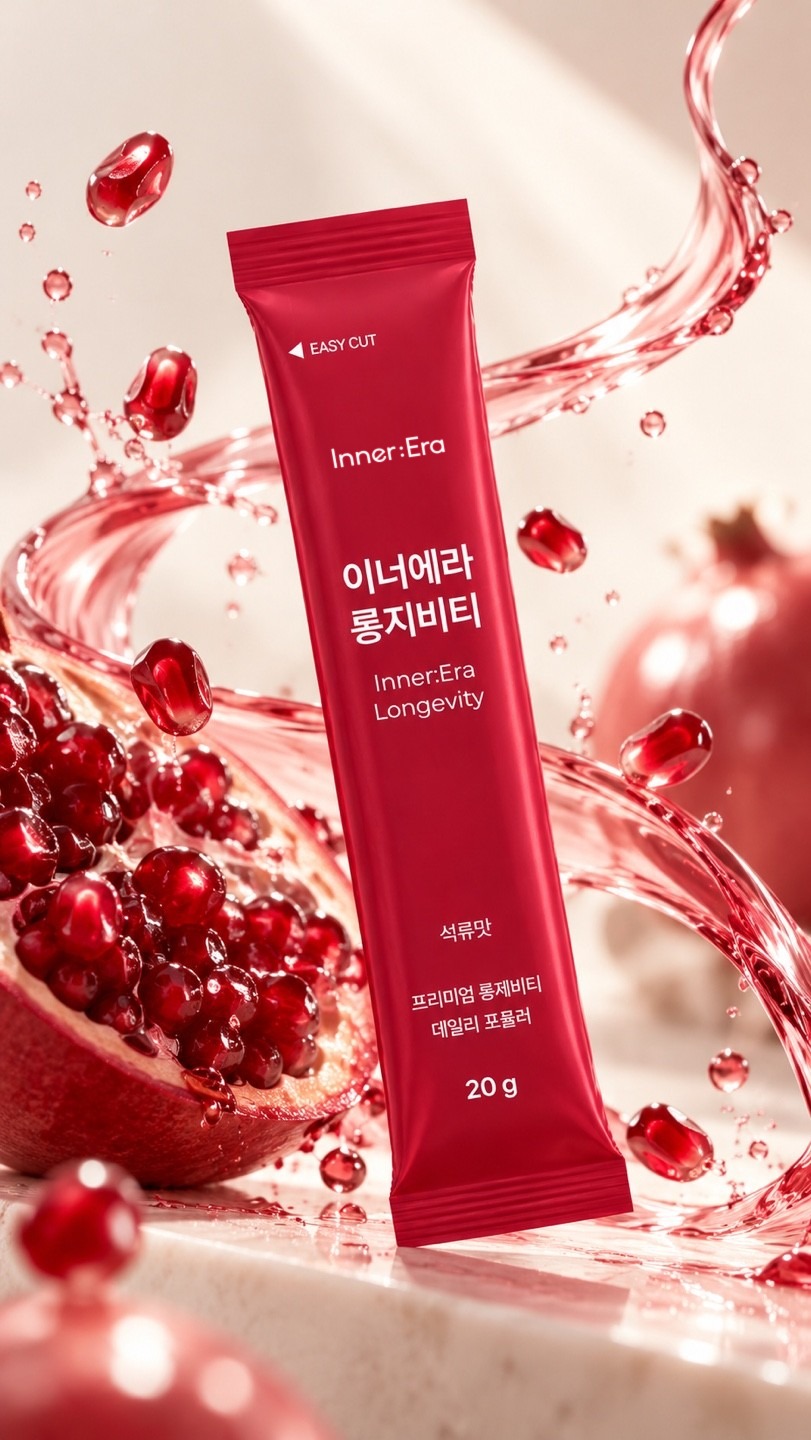 ◀ EASY CUT
Inner:Era
이너에라
롱지비티
Inner:Era
Longevity
석류맛
프리미엄 롱제비티
데일리 포뮬러
20 g